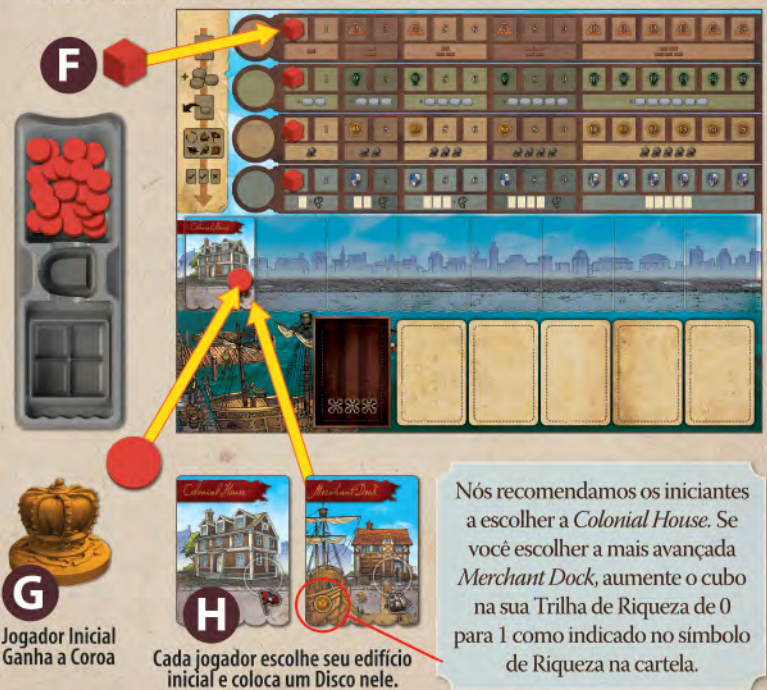 F
Colonial House
G
Jogador Inicial
Ganha a Coroa
Colonial House
Merchant Dock
H
Cada jogador escolhe seu edifício
inicial e coloca um Disco nele.
Nós recomendamos os iniciantes
a escolher a Colonial House. Se
você escolher a mais avançada
Merchant Dock, aumente o cubo
na sua Trilha de Riqueza de 0
para 1 como indicado no símbolo
de Riqueza na cartela.